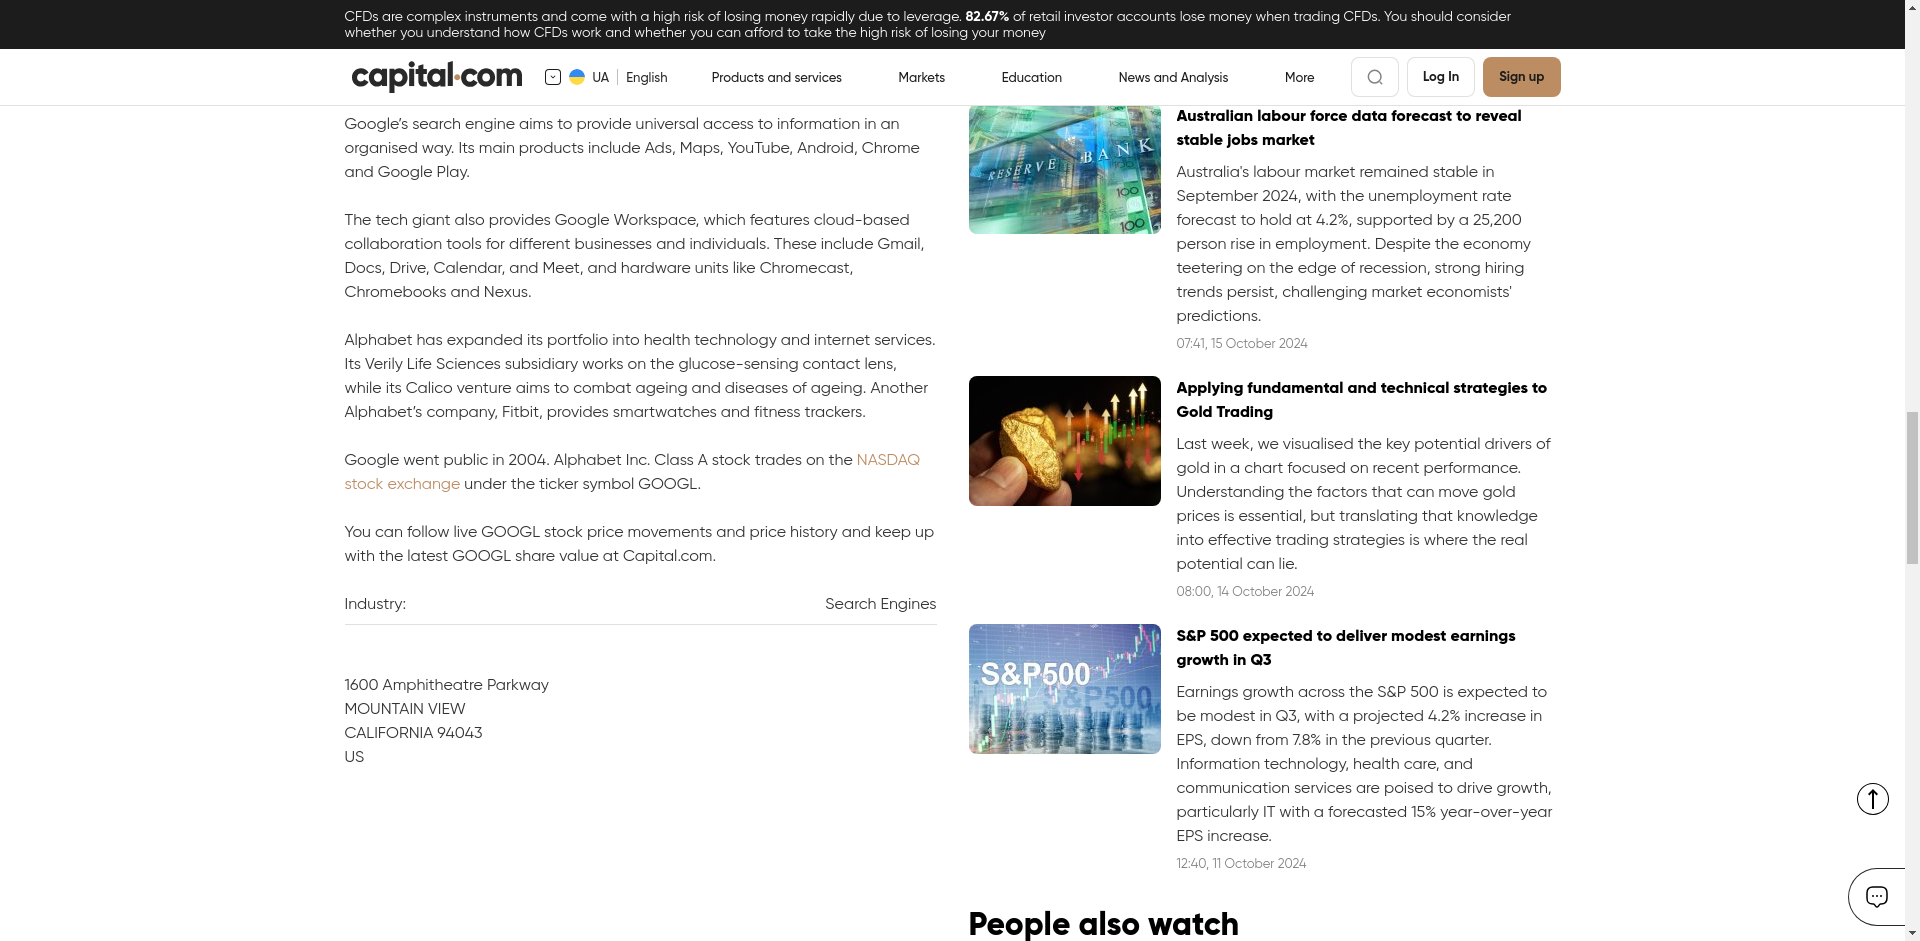 CFDs are complex instruments and come with a high risk of losing money rapidly due to leverage. 82.67% of retail investor accounts lose money when trading CFDs. You should consider
whether you understand how CFDs work and whether you can afford to take the high risk of losing your money
capital.com
UA
English
Products and services
Markets
Education
News and Analysis
More
Log In
Sign up
Google’s search engine aims to provide universal access to information in an
organised way. Its main products include Ads, Maps, YouTube, Android, Chrome
and Google Play.
The tech giant also provides Google Workspace, which features cloud-based
collaboration tools for different businesses and individuals. These include Gmail,
Docs, Drive, Calendar, and Meet, and hardware units like Chromecast,
Chromebooks and Nexus.
Alphabet has expanded its portfolio into health technology and internet services.
Its Verily Life Sciences subsidiary works on the glucose-sensing contact lens,
while its Calico venture aims to combat ageing and diseases of ageing. Another
Alphabet’s company, Fitbit, provides smartwatches and fitness trackers.
Google went public in 2004. Alphabet Inc. Class A stock trades on the NASDAQ
stock exchange under the ticker symbol GOOGL.
You can follow live GOOGL stock price movements and price history and keep up
with the latest GOOGL share value at Capital.com.
Industry:
Search Engines
1600 Amphitheatre Parkway
MOUNTAIN VIEW
CALIFORNIA 94043
US
RESERVE BANK
100
100
Australian labour force data forecast to reveal
stable jobs market
Australia's labour market remained stable in
September 2024, with the unemployment rate
forecast to hold at 4.2%, supported by a 25,200
person rise in employment. Despite the economy
teetering on the edge of recession, strong hiring
trends persist, challenging market economists'
predictions.
07:41, 15 October 2024
Applying fundamental and technical strategies to
Gold Trading
Last week, we visualised the key potential drivers of
gold in a chart focused on recent performance.
Understanding the factors that can move gold
prices is essential, but translating that knowledge
into effective trading strategies is where the real
potential can lie.
08:00, 14 October 2024
S&P500
S&P500
S&P 500 expected to deliver modest earnings
growth in Q3
Earnings growth across the S&P 500 is expected to
be modest in Q3, with a projected 4.2% increase in
EPS, down from 7.8% in the previous quarter.
Information technology, health care, and
communication services are poised to drive growth,
particularly IT with a forecasted 15% year-over-year
EPS increase.
12:40, 11 October 2024
People also watch